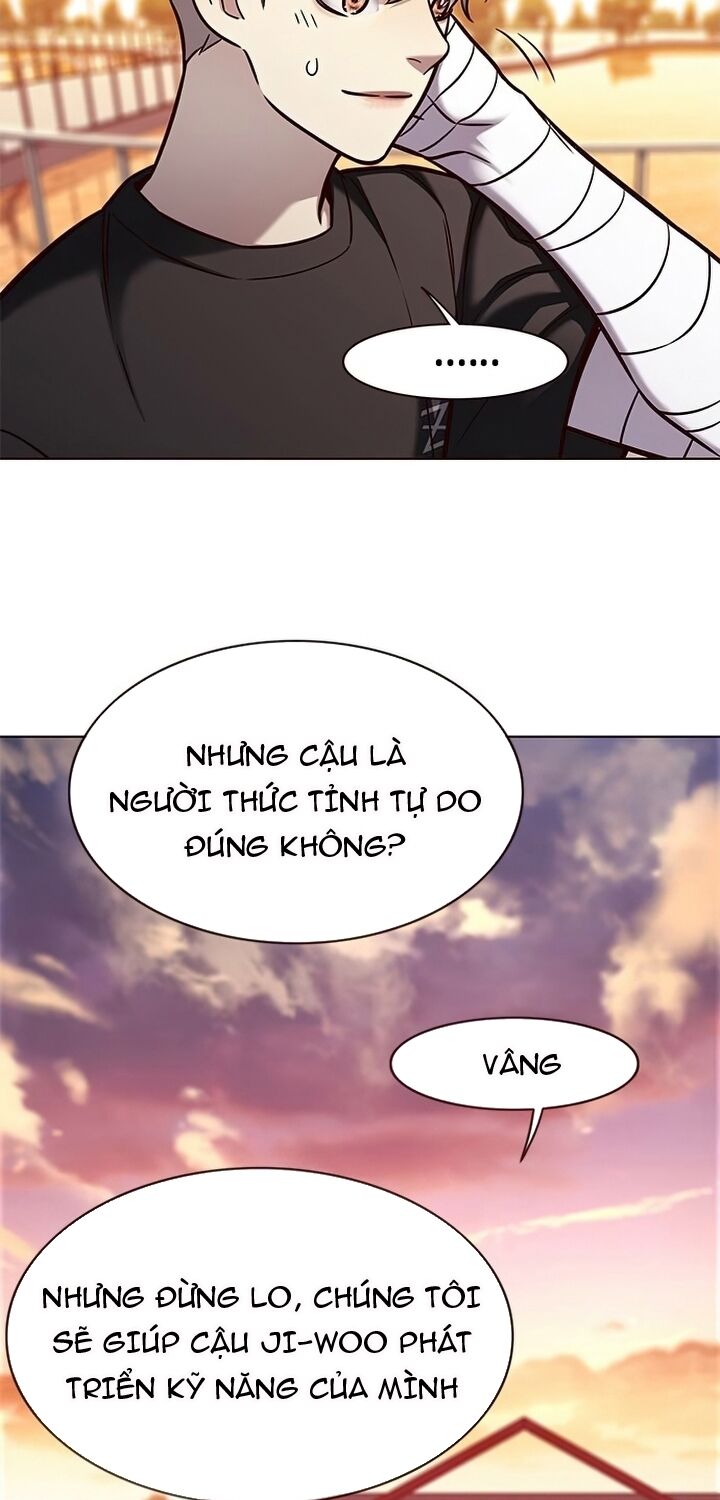 ......
NHƯNG CẬU LÀ
NGƯỜI THỨC TỈNH TỰ DO
ĐÚNG KHÔNG?
VÂNG
NHƯNG ĐỪNG LO, CHÚNG TÔI
SẼ GIÚP CẬU JI-WOO PHÁT
TRIỂN KỸ NĂNG CỦA MÌNH